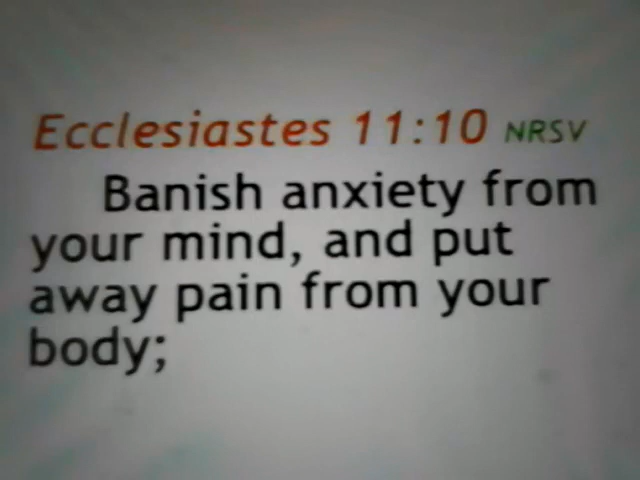 Ecclesiastes 11:10 NRSV
Banish anxiety from
your mind, and put
away pain from your
body;